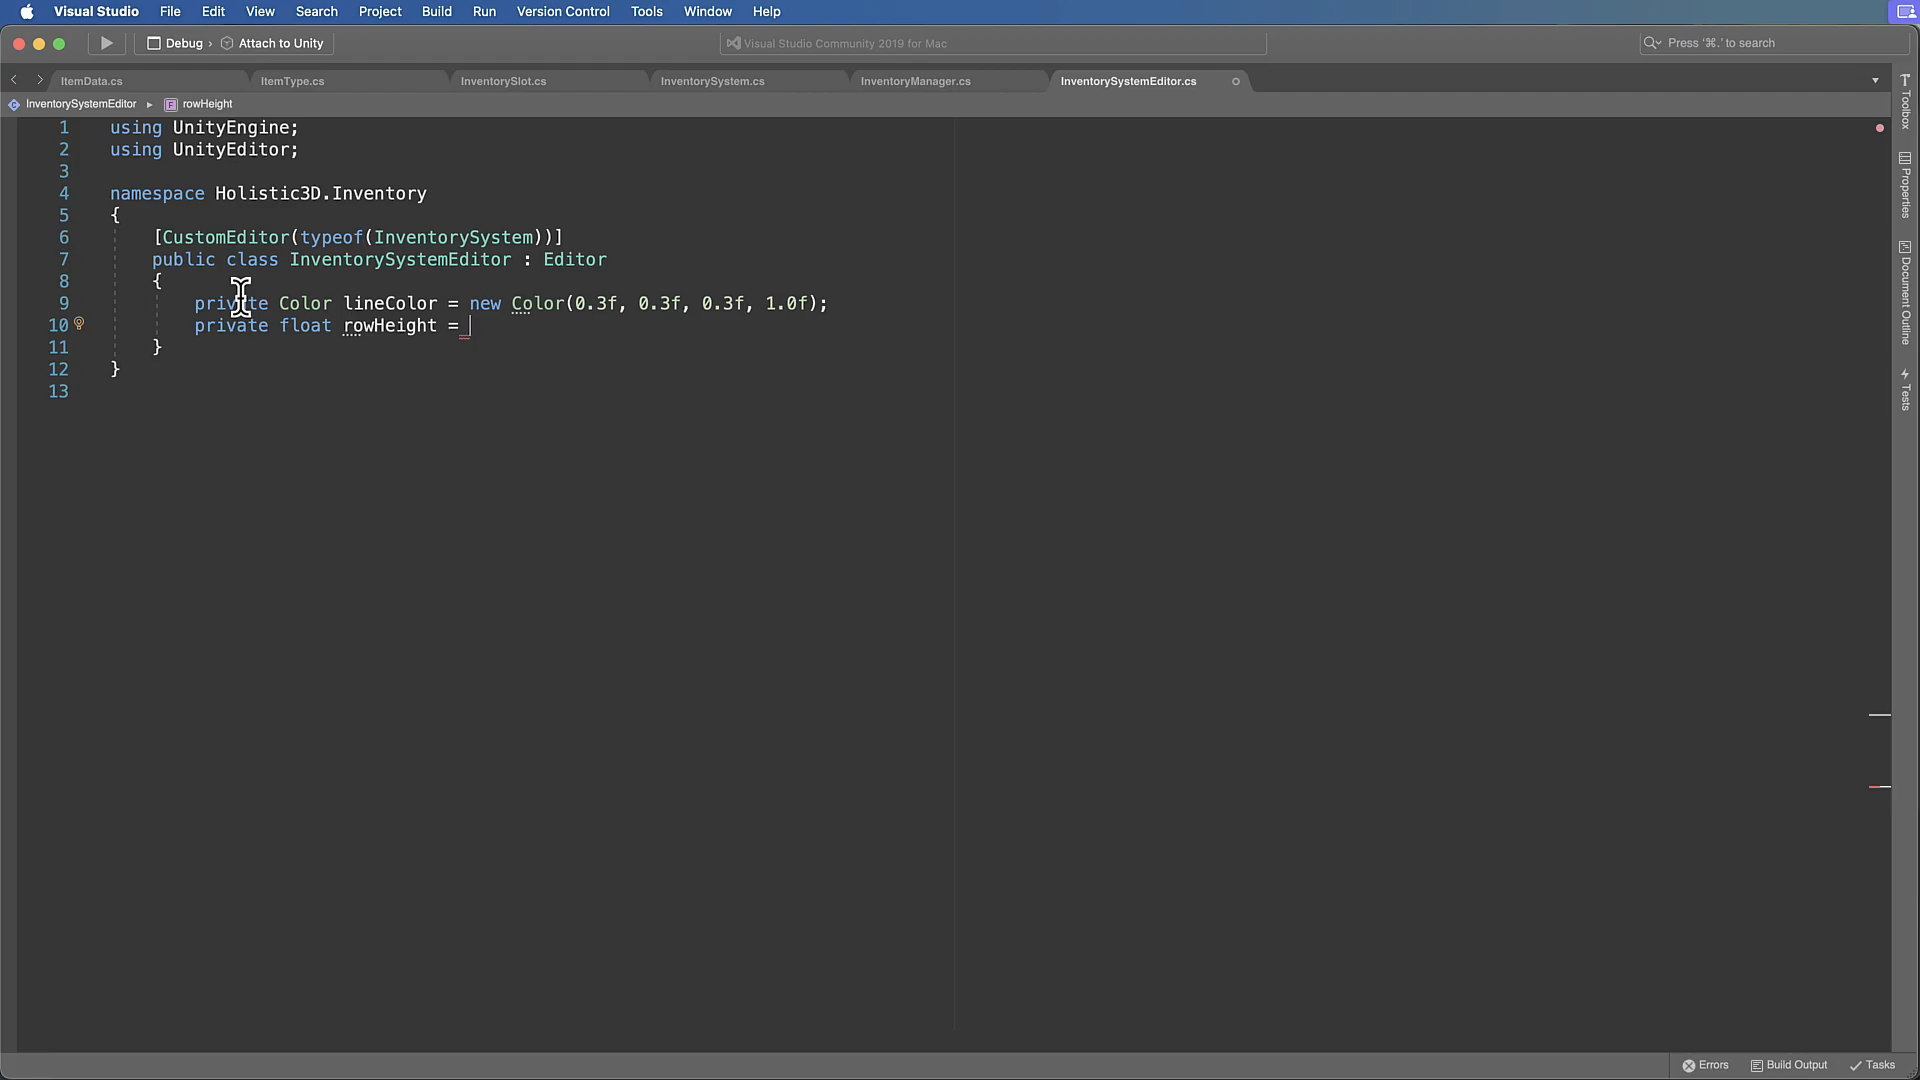 Visual Studio File Edit View Search Project Build Run Version Control Tools Window Help
Debug › Attach to Unity Visual Studio Community 2019 for Mac Press '⌘.' to search
ItemData.cs ItemType.cs InventorySlot.cs InventorySystem.cs InventoryManager.cs InventorySystemEditor.cs
InventorySystemEditor ▸ F rowHeight
1 using UnityEngine;
2 using UnityEditor;
3
4 namespace Holistic3D.Inventory
5 {
6 [CustomEditor(typeof(InventorySystem))]
7 public class InventorySystemEditor : Editor
8 {
9 private Color lineColor = new Color(0.3f, 0.3f, 0.3f, 1.0f);
10 private float rowHeight =
11 }
12 }
13
Toolbox
Properties
Document Outline
Tests
Errors Build Output Tasks